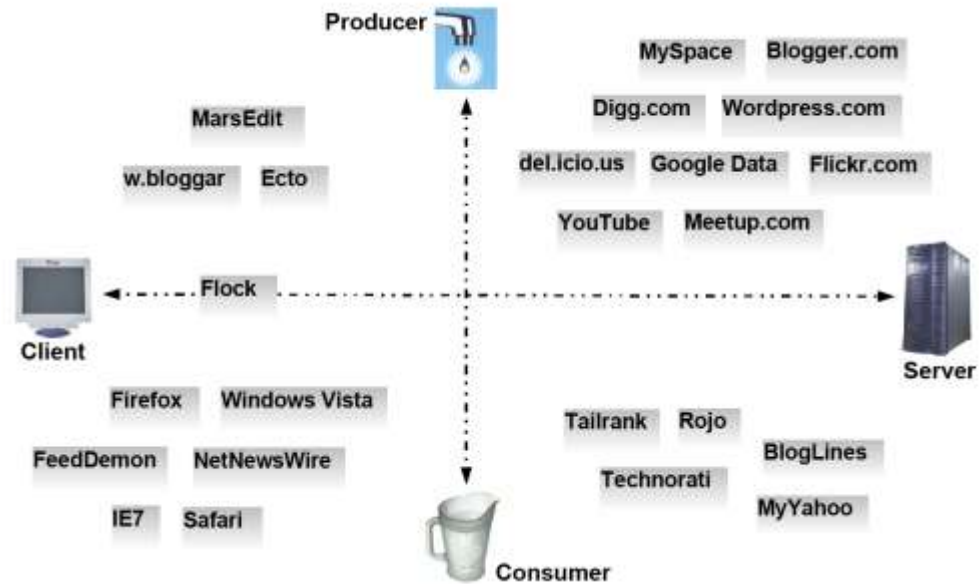 Producer
MySpace Blogger.com
MarsEdit
Digg.com Wordpress.com
w.bloggar Ecto
del.icio.us Google Data Flickr.com
YouTube Meetup.com
Flock
Client
Server
Firefox Windows Vista
Tailrank Rojo
FeedDemon NetNewsWire
BlogLines
Technorati
IE7 Safari
MyYahoo
Consumer